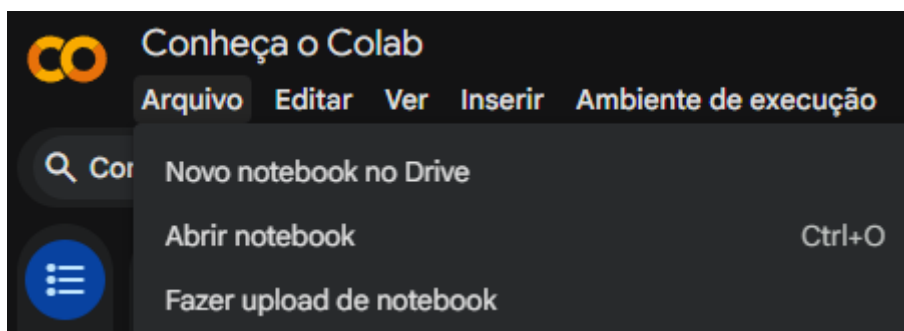 CO
Conheça o Colab
Arquivo Editar Ver Inserir Ambiente de execução
Novo notebook no Drive
Abrir notebook Ctrl+O
Fazer upload de notebook